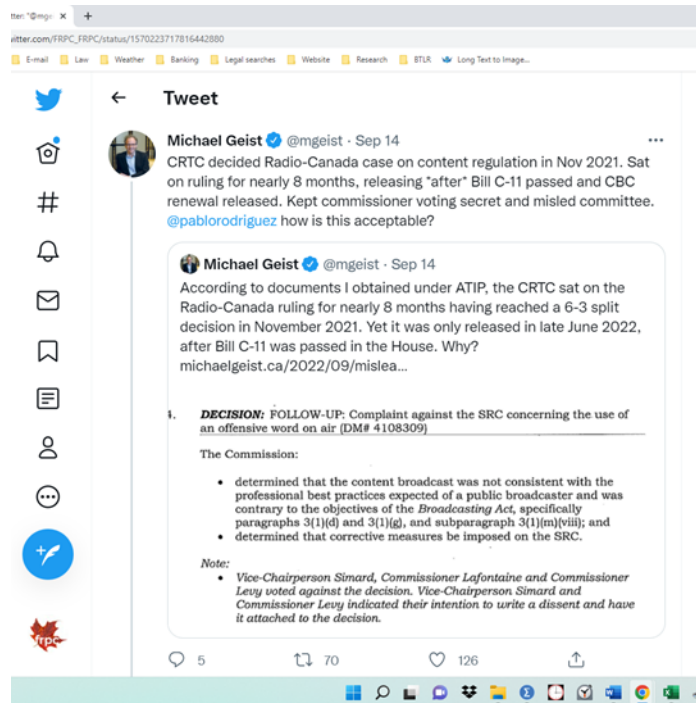 tter: "@mge
itter.com/FRPC_FRPC/status/1570223717816442880
E-mail Law Weather Banking Legal searches Website Research BTLR Long Text to Image...
Tweet
Michael Geist @mgeist · Sep 14
CRTC decided Radio-Canada case on content regulation in Nov 2021. Sat
on ruling for nearly 8 months, releasing *after* Bill C-11 passed and CBC
renewal released. Kept commissioner voting secret and misled committee.
@pablorodriguez how is this acceptable?
Michael Geist @mgeist · Sep 14
According to documents I obtained under ATIP, the CRTC sat on the
Radio-Canada ruling for nearly 8 months having reached a 6-3 split
decision in November 2021. Yet it was only released in late June 2022,
after Bill C-11 was passed in the House. Why?
michaelgeist.ca/2022/09/mislea...
4. DECISION: FOLLOW-UP: Complaint against the SRC concerning the use of
an offensive word on air (DM# 4108309)
The Commission:
• determined that the content broadcast was not consistent with the
professional best practices expected of a public broadcaster and was
contrary to the objectives of the Broadcasting Act, specifically
paragraphs 3(1)(d) and 3(1)(g), and subparagraph 3(1)(m)(viii); and
• determined that corrective measures be imposed on the SRC.
Note:
• Vice-Chairperson Simard, Commissioner Lafontaine and Commissioner
Levy voted against the decision. Vice-Chairperson Simard and
Commissioner Levy indicated their intention to write a dissent and have
it attached to the decision.
frpc
5 70 126